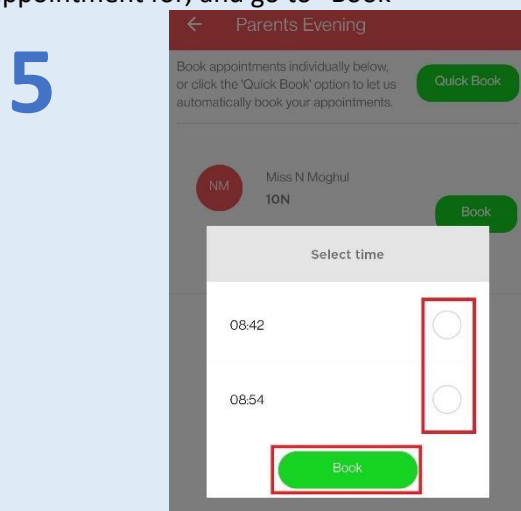 appointment for, and go to "Book"
5
← Parents Evening
Book appointments individually below,
or click the 'Quick Book' option to let us
automatically book your appointments.
Quick Book
NM
Miss N Moghul
10N
Book
Select time
08:42
08:54
Book